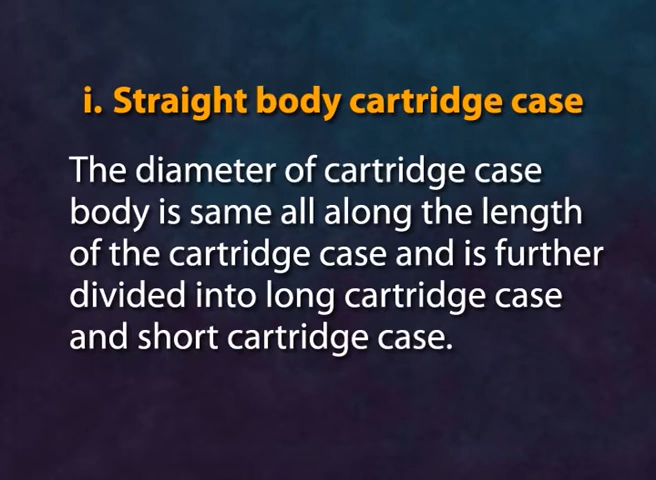 i. Straight body cartridge case
The diameter of cartridge case
body is same all along the length
of the cartridge case and is further
divided into long cartridge case
and short cartridge case.